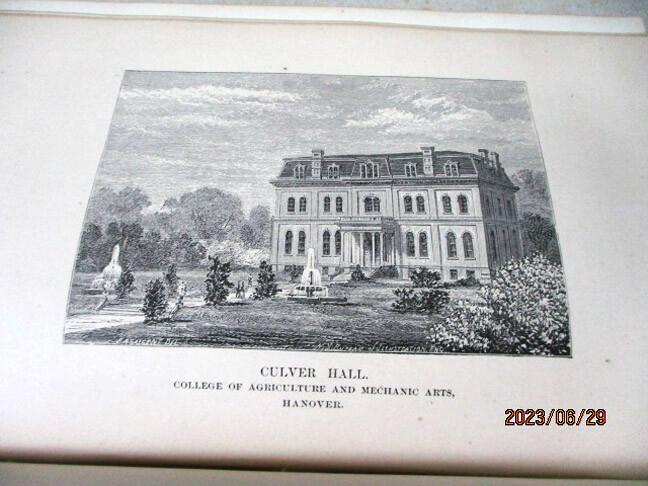 CULVER HALL.
COLLEGE OF AGRICULTURE AND MECHANIC ARTS,
HANOVER.
2023/06/29